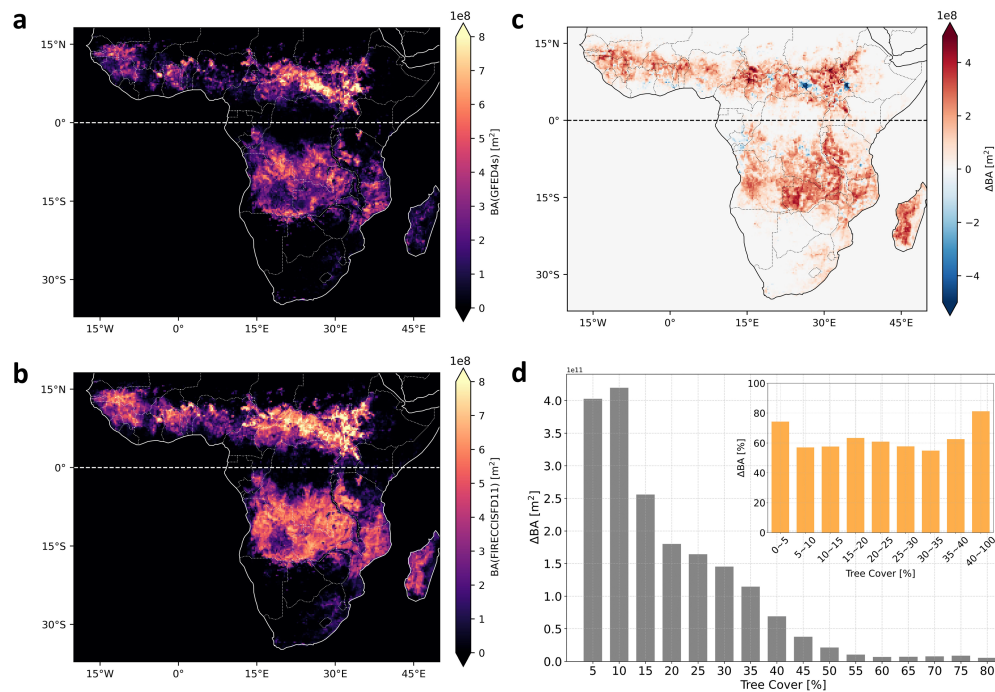 a
1e8
15°N
0°
15°S
30°S
15°W 0° 15°E 30°E 45°E
8
7
6
5
4
3
2
1
0
BA(GFED4s) [m²]
c
1e8
15°N
0°
15°S
30°S
15°W 0° 15°E 30°E 45°E
4
2
0
−2
−4
ΔBA [m²]
b
1e8
15°N
0°
15°S
30°S
15°W 0° 15°E 30°E 45°E
8
7
6
5
4
3
2
1
0
BA(FIRECCISFD11) [m²]
d
1e11
4.0
3.5
3.0
2.5
2.0
1.5
1.0
0.5
0.0
ΔBA [m²]
5 10 15 20 25 30 35 40 45 50 55 60 65 70 75 80
Tree Cover [%]
100
80
60
40
20
0
ΔBA [%]
0~5 5~10 10~15 15~20 20~25 25~30 30~35 35~40 40~100
Tree Cover [%]